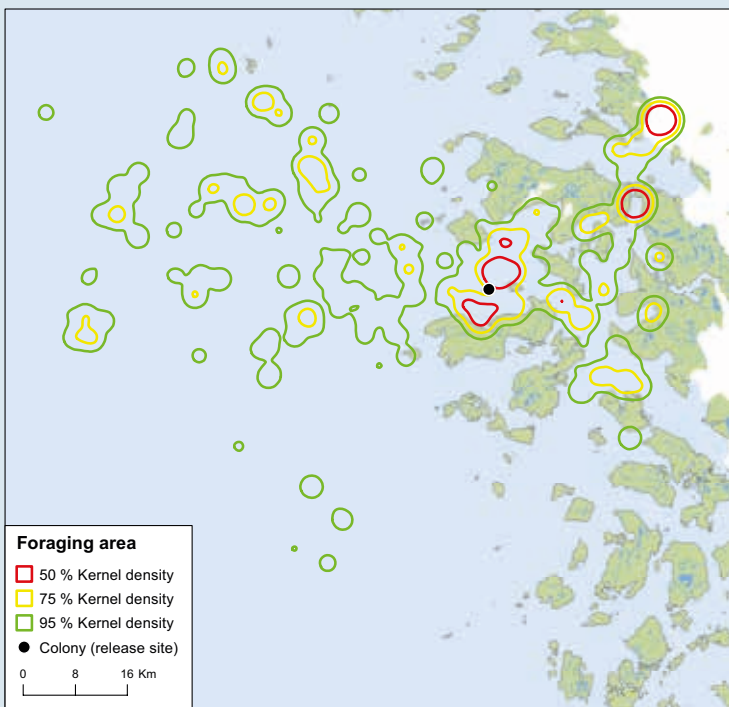 Foraging area
50 % Kernel density
75 % Kernel density
95 % Kernel density
Colony (release site)
0 8 16 Km